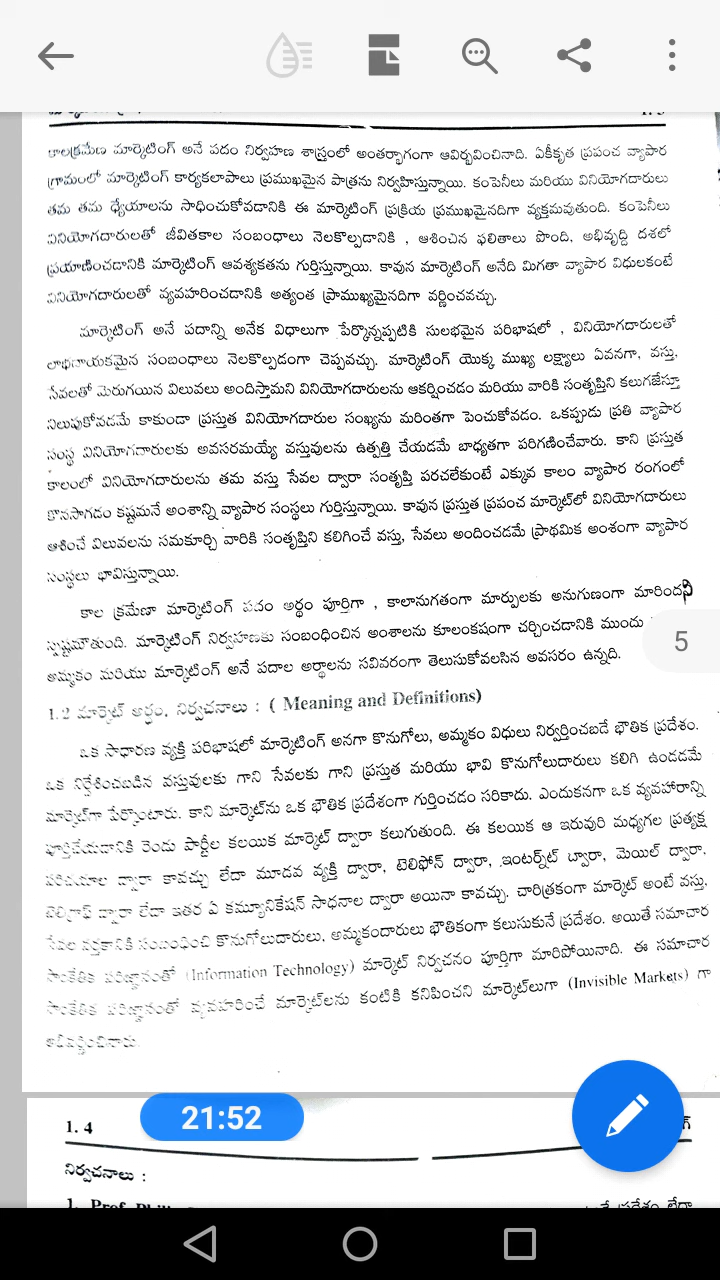 1. 3
కాలక్రమేణ మార్కెటింగ్ అనే పదం నిర్వహణ శాస్త్రంలో అంతర్భాగంగా ఆవిర్భవించినాది. ఏకీకృత ప్రపంచ వ్యాపార
గ్రామంలో మార్కెటింగ్ కార్యకలాపాలు ప్రముఖమైన పాత్రను నిర్వహిస్తున్నాయి. కంపెనీలు మరియు వినియోగదారులు
తమ తమ ధ్యేయాలను సాధించుకోవడానికి ఈ మార్కెటింగ్ ప్రక్రియ ప్రముఖమైనదిగా వ్యక్తమవుతుంది. కంపెనీలు
వినియోగదారులతో జీవితకాల సంబంధాలు నెలకొల్పడానికి , ఆశించిన ఫలితాలు పొంది, అభివృద్ది దశలో
ప్రయాణించడానికి మార్కెటింగ్ ఆవశ్యకతను గుర్తిస్తున్నాయి. కావున మార్కెటింగ్ అనేది మిగతా వ్యాపార విధులకంటే
వినియోగదారులతో వ్యవహరించడానికి అత్యంత ప్రాముఖ్యమైనదిగా వర్ణించవచ్చు.
మార్కెటింగ్ అనే పదాన్ని అనేక విధాలుగా పేర్కొన్నప్పటికి సులభమైన పరిభాషలో , వినియోగదారులతో
లాభదాయకమైన సంబంధాలు నెలకొల్పడంగా చెప్పవచ్చు. మార్కెటింగ్ యొక్క ముఖ్య లక్ష్యాలు ఏవనగా, వస్తు,
సేవలతో మెరుగయిన విలువలు అందిస్తామని వినియోగదారులను ఆకర్షించడం మరియు వారికి సంతృప్తిని కలుగజేస్తూ
నిలుపుకోవడమే కాకుండా ప్రస్తుత వినియోగదారుల సంఖ్యను మరింతగా పెంచుకోవడం. ఒకప్పుడు ప్రతి వ్యాపార
సంస్థ వినియోగదారులకు అవసరమయ్యే వస్తువులను ఉత్పత్తి చేయడమే బాధ్యతగా పరిగణించేవారు. కాని ప్రస్తుత
కాలంలో వినియోగదారులను తమ వస్తు సేవల ద్వారా సంతృప్తి పరచలేకుంటే ఎక్కువ కాలం వ్యాపార రంగంలో
కొనసాగడం కష్టమనే అంశాన్ని వ్యాపార సంస్థలు గుర్తిస్తున్నాయి. కావున ప్రస్తుత ప్రపంచ మార్కెట్‌లో వినియోగదారులు
ఆశించే విలువలను సమకూర్చి వారికి సంతృప్తిని కలిగించే వస్తు, సేవలు అందించడమే ప్రాథమిక అంశంగా వ్యాపార
సంస్థలు భావిస్తున్నాయి.
కాల క్రమేణా మార్కెటింగ్ పదం అర్థం పూర్తిగా , కాలానుగతంగా మార్పులకు అనుగుణంగా మారిందని
స్పష్టమౌతుంది. మార్కెటింగ్ నిర్వహణకు సంబంధించిన అంశాలను కూలంకషంగా చర్చించడానికి ముందు
5
అమ్మకం మరియు మార్కెటింగ్ అనే పదాల అర్థాలను సవివరంగా తెలుసుకోవలసిన అవసరం ఉన్నది.
1.2 మార్కెట్ అర్థం, నిర్వచనాలు : ( Meaning and Definitions)
ఒక సాధారణ వ్యక్తి పరిభాషలో మార్కెటింగ్ అనగా కొనుగోలు, అమ్మకం విధులు నిర్వర్తించబడే భౌతిక ప్రదేశం.
ఒక నిర్దేశించబడిన వస్తువులకు గాని సేవలకు గాని ప్రస్తుత మరియు భావి కొనుగోలుదారులు కలిగి ఉండడమే
మార్కెట్‌గా పేర్కొంటారు. కాని మార్కెట్‌ను ఒక భౌతిక ప్రదేశంగా గుర్తించడం సరికాదు. ఎందుకనగా ఒక వ్యవహారాన్ని
పూర్తిచేయడానికి రెండు పార్టీల కలయిక మార్కెట్ ద్వారా కలుగుతుంది. ఈ కలయిక ఆ ఇరువురి మధ్యగల ప్రత్యక్ష
పరిచయాల ద్వారా కావచ్చు లేదా మూడవ వ్యక్తి ద్వారా, టెలిఫోన్ ద్వారా, ఇంటర్నెట్ ద్వారా, మెయిల్ ద్వారా,
టెలిగ్రాఫ్ ద్వారా లేదా ఇతర ఏ కమ్యూనికేషన్ సాధనాల ద్వారా అయినా కావచ్చు. చారిత్రకంగా మార్కెట్ అంటే వస్తు,
సేవల వర్తకానికి సంబంధించి కొనుగోలుదారులు, అమ్మకందారులు భౌతికంగా కలుసుకునే ప్రదేశం. అయితే సమాచార
సాంకేతిక పరిజ్ఞానంతో (Information Technology) మార్కెట్ నిర్వచనం పూర్తిగా మారిపోయినాది. ఈ సమాచార
సాంకేతిక పరిజ్ఞానంతో వ్యవహరించే మార్కెట్‌లను కంటికి కనిపించని మార్కెట్‌లుగా (Invisible Markets) గా
అభివర్ణించినారు.
1. 4
21:52
నిర్వచనాలు :
1. Prof.